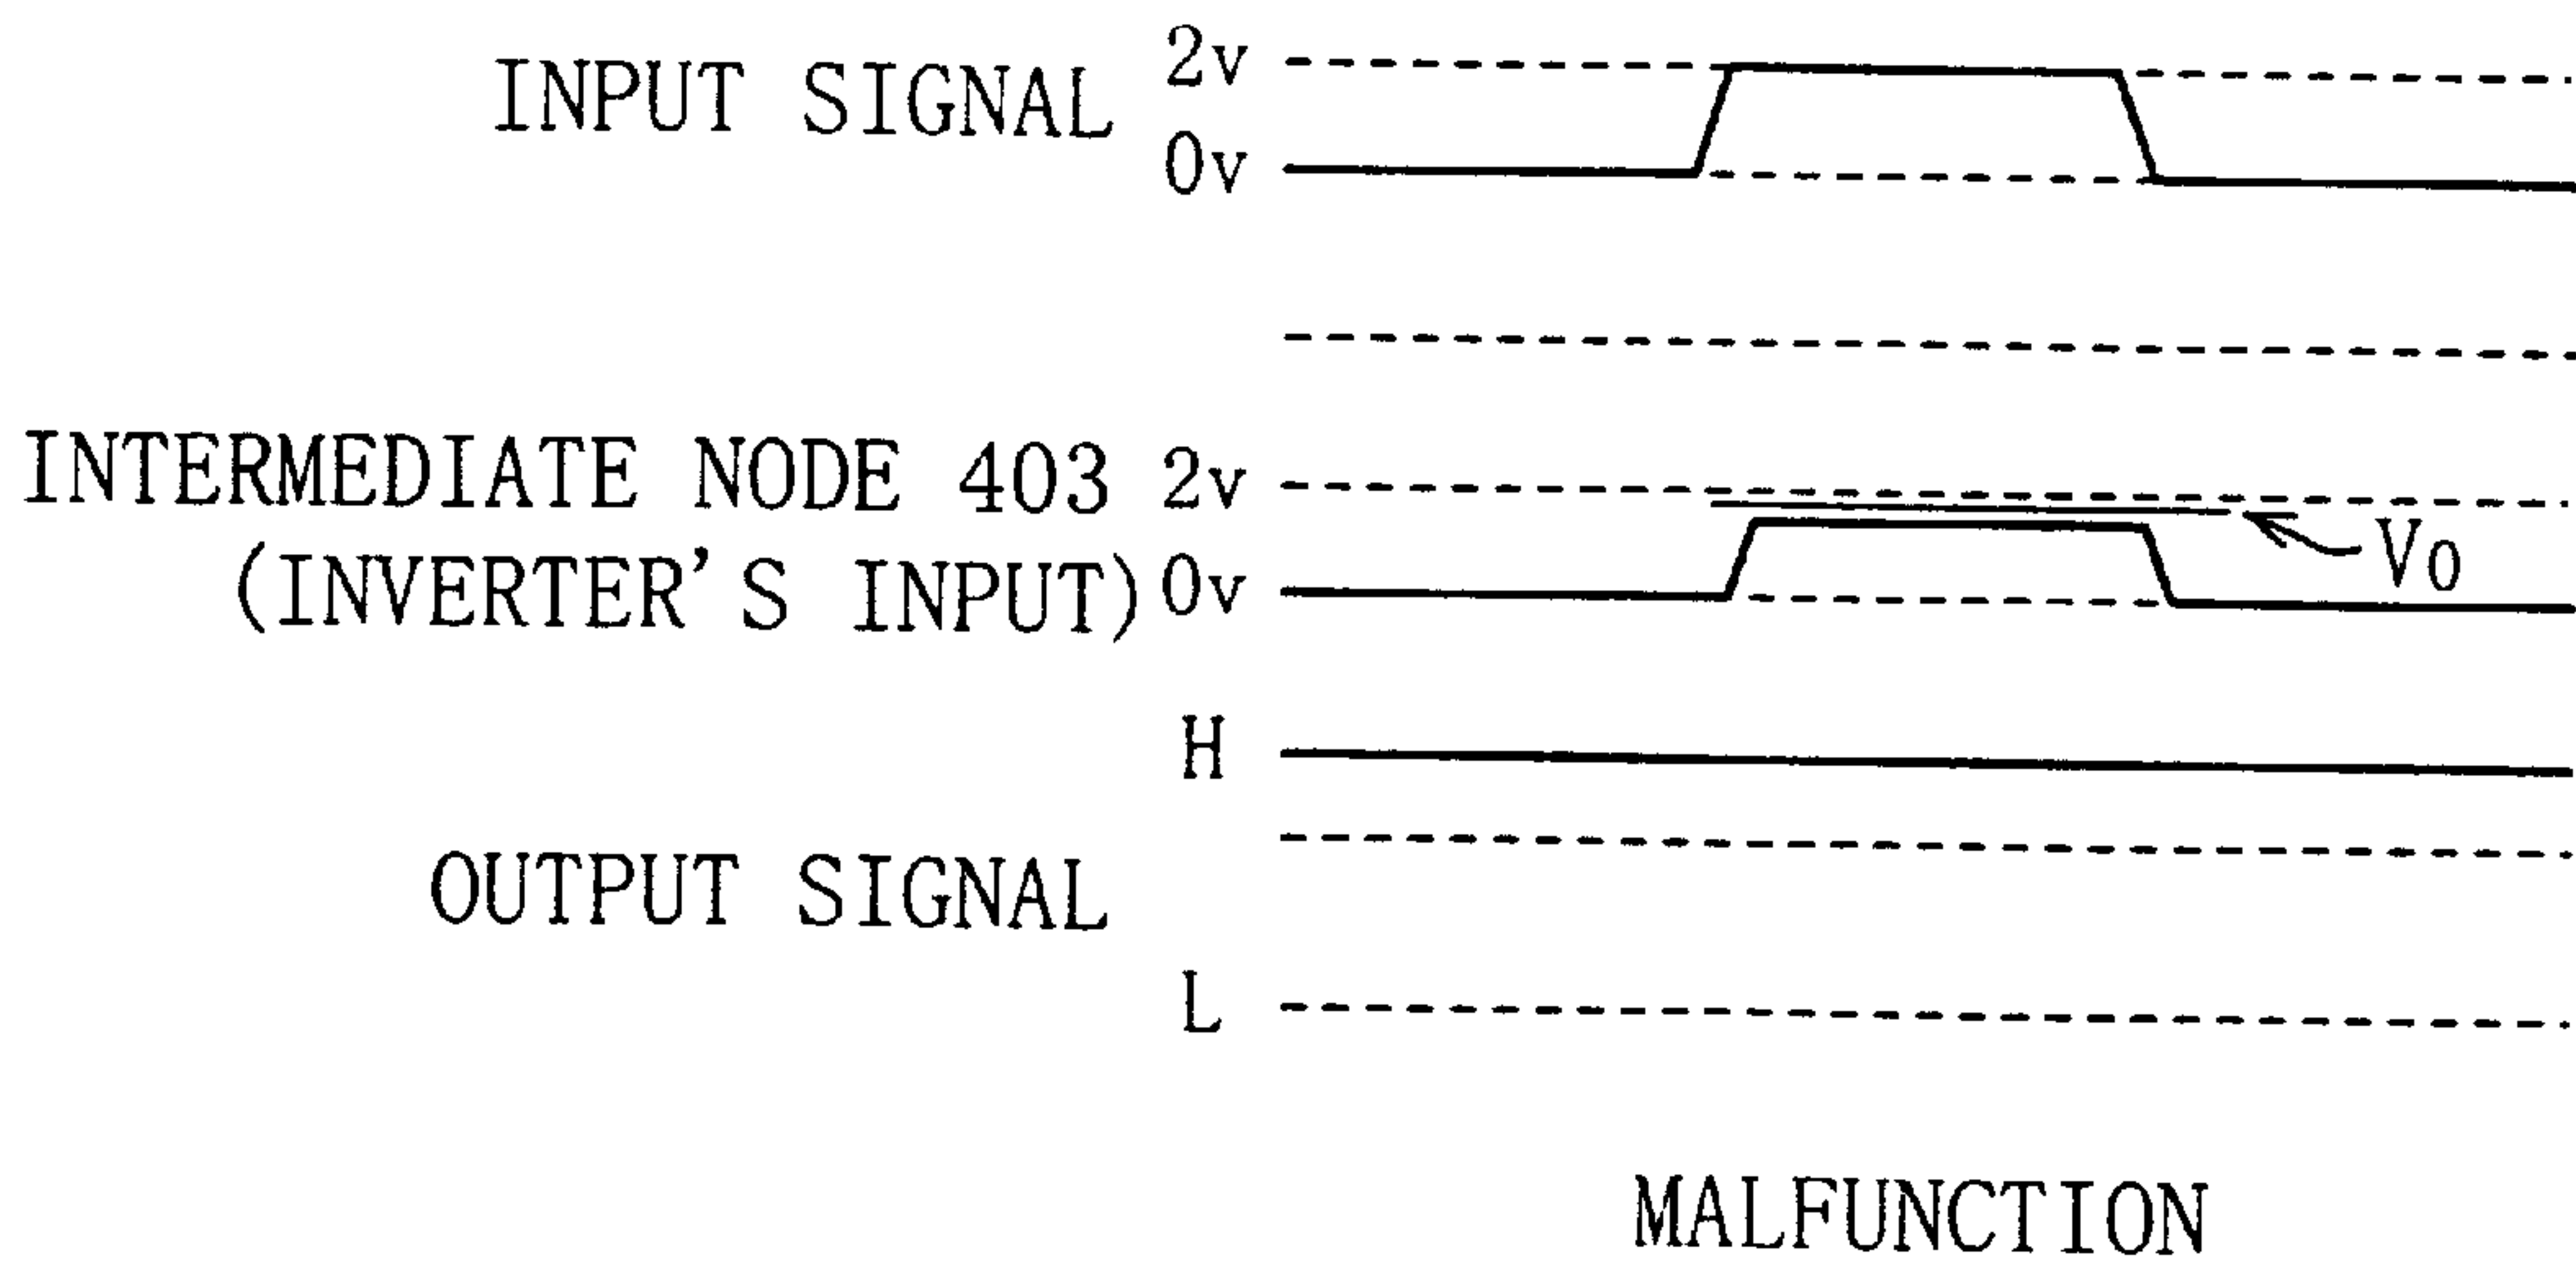 INPUT SIGNAL 2v
0v
INTERMEDIATE NODE 403 2v
(INVERTER'S INPUT) 0v
V0
H
OUTPUT SIGNAL
L
MALFUNCTION